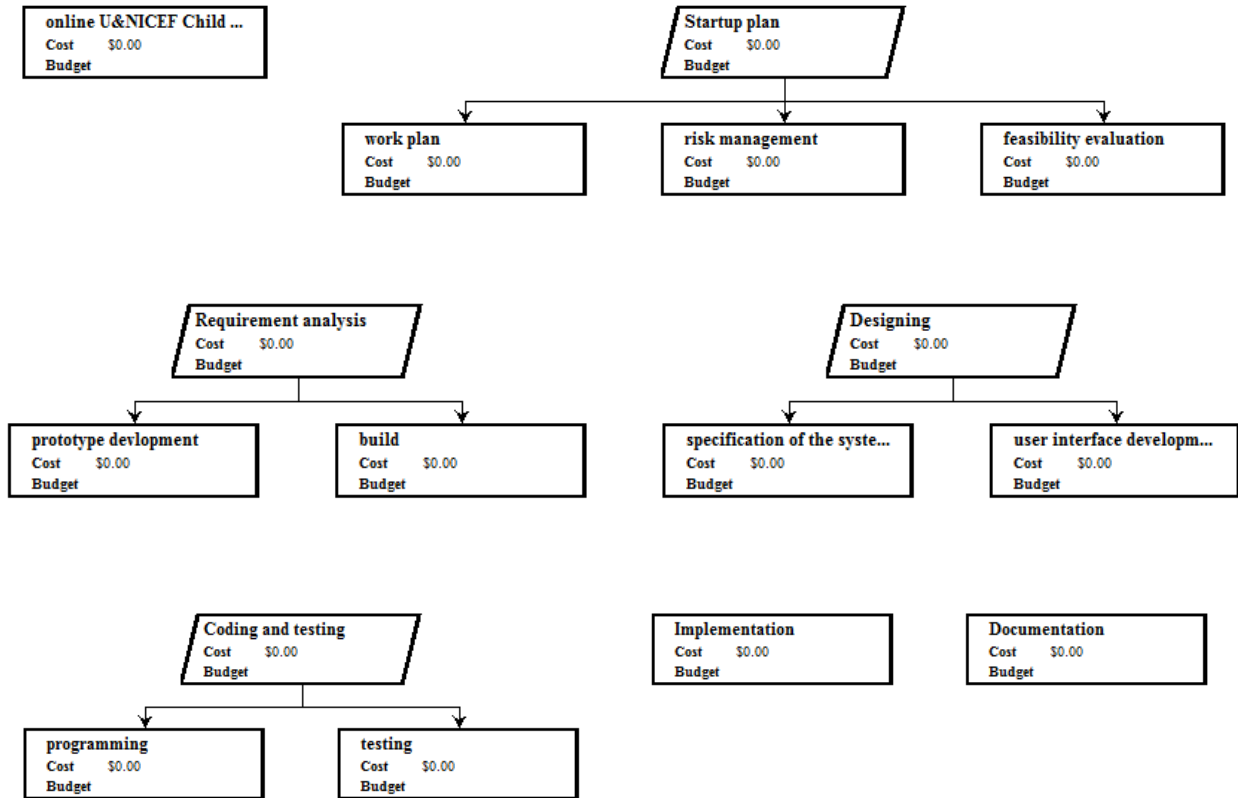 online U&NICEF Child ...
Cost $0.00
Budget
Startup plan
Cost $0.00
Budget
work plan
Cost $0.00
Budget
risk management
Cost $0.00
Budget
feasibility evaluation
Cost $0.00
Budget
Requirement analysis
Cost $0.00
Budget
Designing
Cost $0.00
Budget
prototype devlopment
Cost $0.00
Budget
build
Cost $0.00
Budget
specification of the syste...
Cost $0.00
Budget
user interface developm...
Cost $0.00
Budget
Coding and testing
Cost $0.00
Budget
Implementation
Cost $0.00
Budget
Documentation
Cost $0.00
Budget
programming
Cost $0.00
Budget
testing
Cost $0.00
Budget